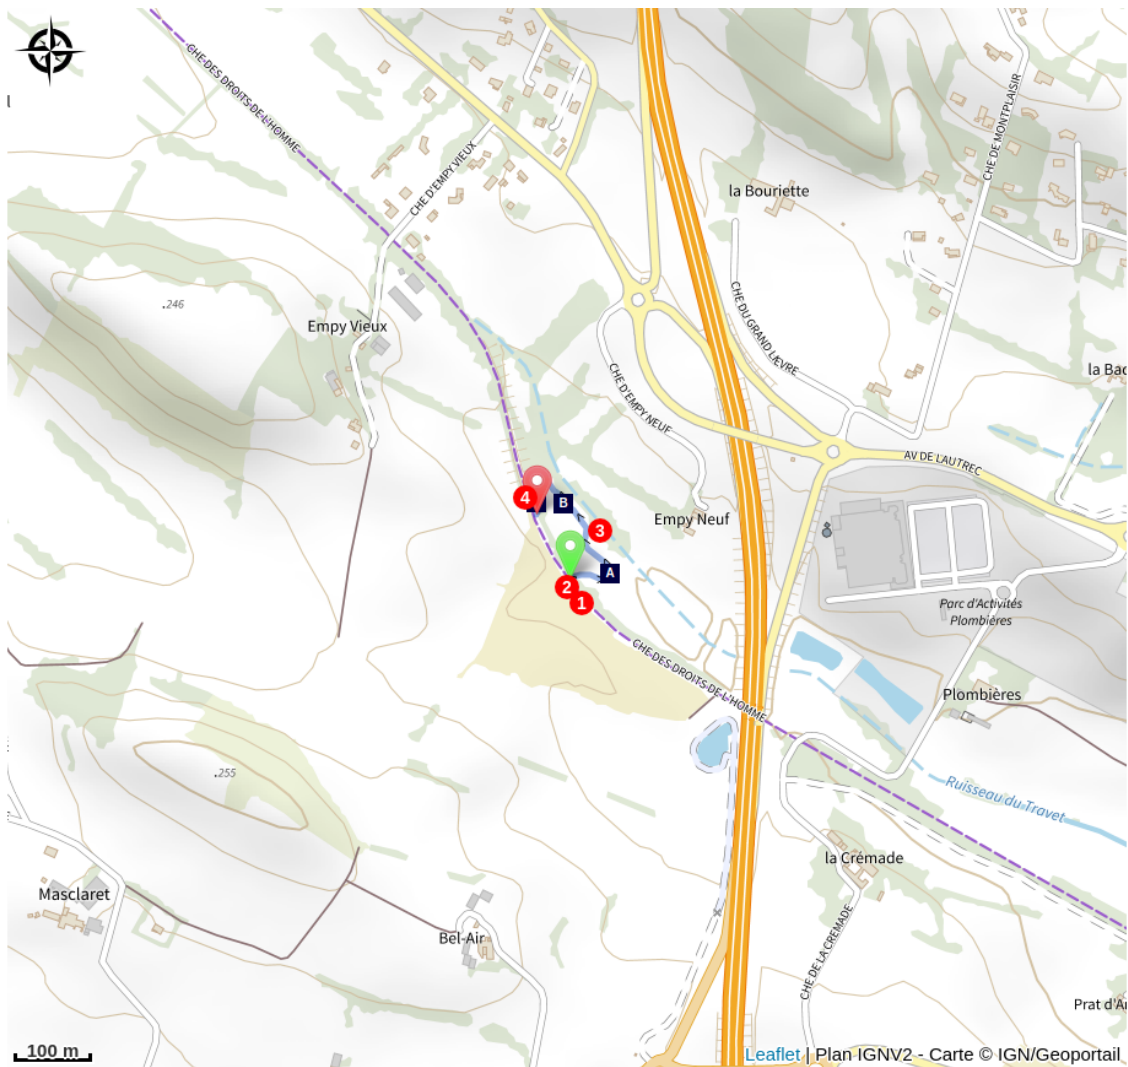 CHE DES DROITS DE L'HOMME
CHE DE MONTPLAISIR
CHE D'EMPY VIEUX
la Bouriette
.246
CHE DU GRAND LIÈVRE
Empy Vieux
la Bac
CHE D'EMPY NEUF
AV DE LAUTREC
4
B
3
Empy Neuf
A
2
1
Parc d'Activités
Plombières
CHE DES DROITS DE L'HOMME
Plombières
.255
Ruisseau du Travet
la Crémade
Masclaret
CHE DE LA CREMADE
Bel-Air
Prat d'A
100 m
Leaflet | Plan IGNV2 - Carte © IGN/Geoportail